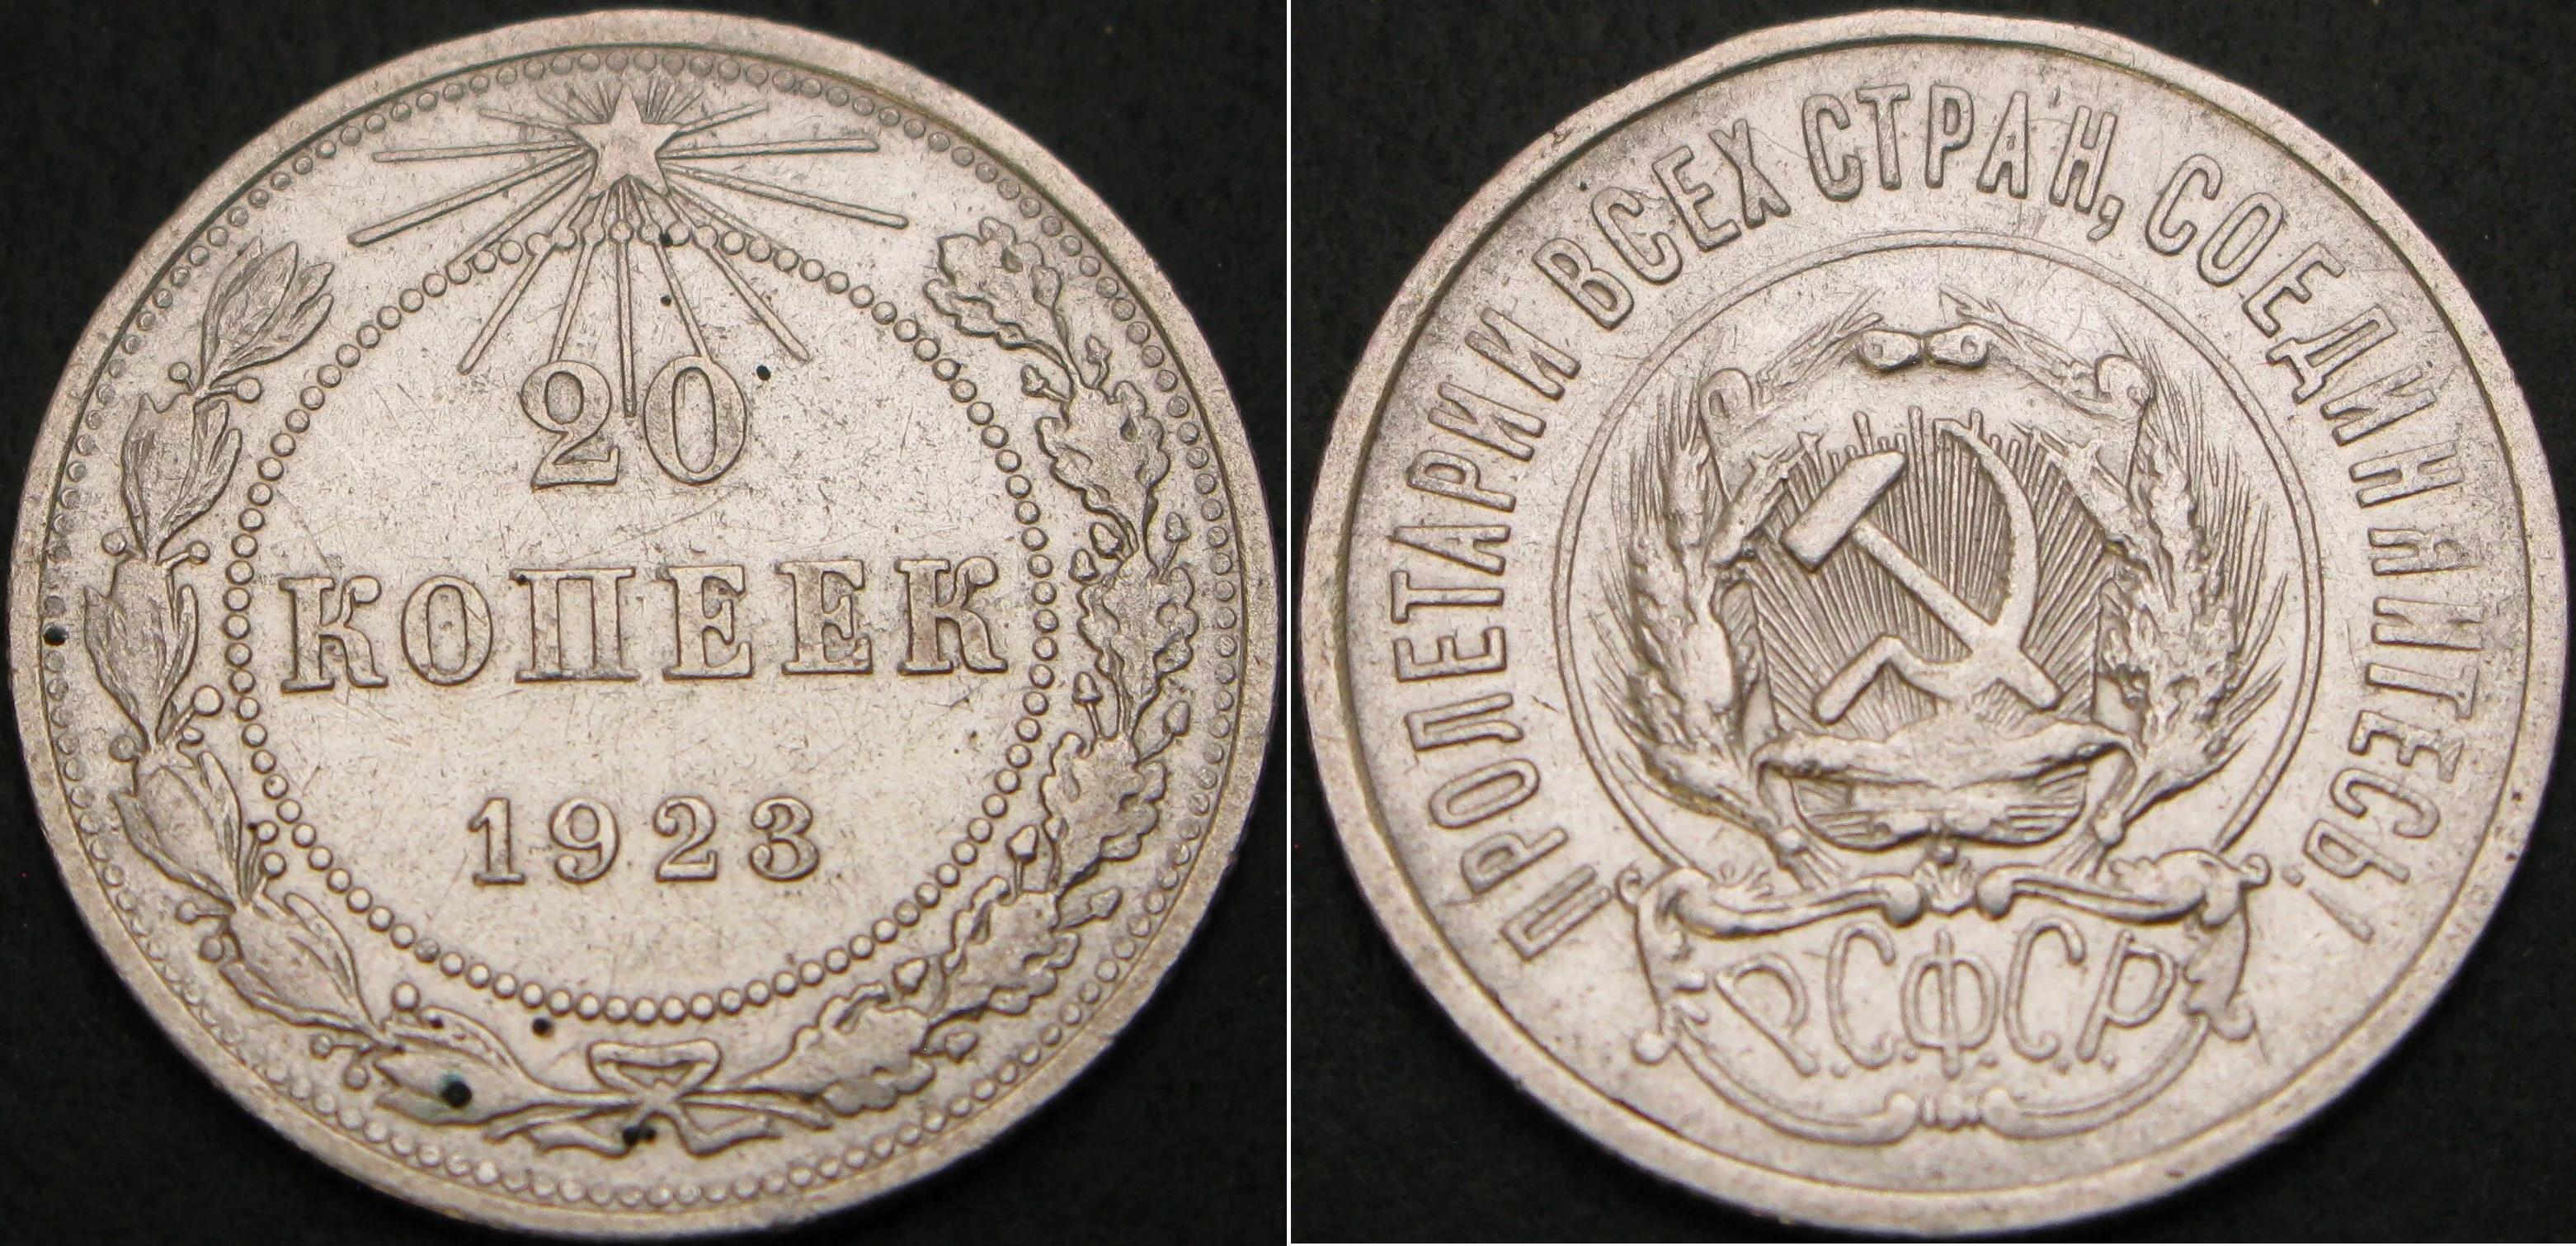 20
КОПЕЕК
1923
ПРОЛЕТАРИИ ВСЕХ СТРАН, СОЕДИНЯЙТЕСЬ!
Р.С.Ф.С.Р.